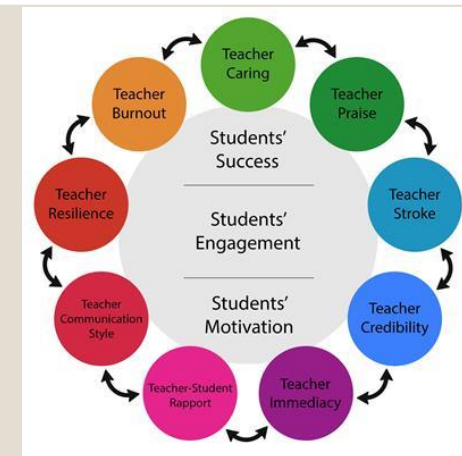 Teacher
Caring
Teacher
Praise
Teacher
Stroke
Teacher
Credibility
Teacher
Immediacy
Teacher-Student
Rapport
Teacher
Communication
Style
Teacher
Resilience
Teacher
Burnout
Students'
Success
Students'
Engagement
Students'
Motivation